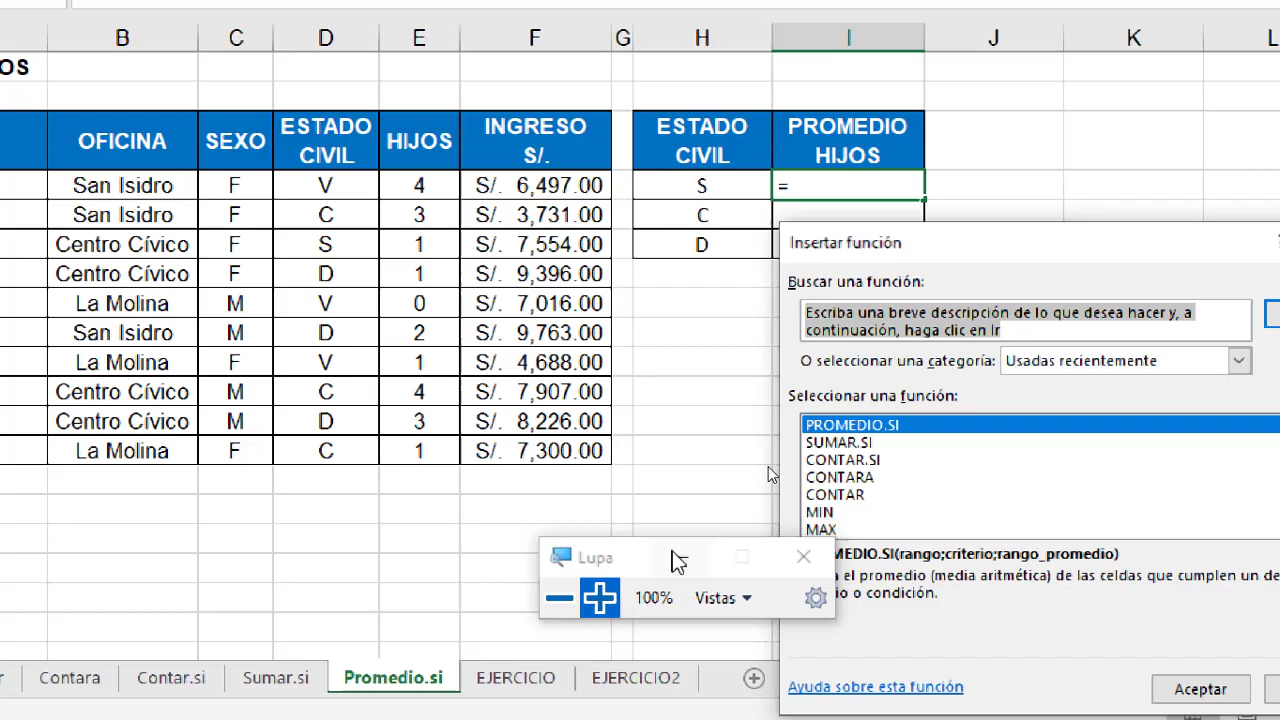 B C D E F G H I J K L
OS
OFICINA SEXO ESTADO CIVIL HIJOS INGRESO S/. ESTADO CIVIL PROMEDIO HIJOS
San Isidro F V 4 S/. 6,497.00 S =
San Isidro F C 3 S/. 3,731.00 C
Centro Cívico F S 1 S/. 7,554.00 D
Centro Cívico F D 1 S/. 9,396.00
La Molina M V 0 S/. 7,016.00
San Isidro M D 2 S/. 9,763.00
La Molina F V 1 S/. 4,688.00
Centro Cívico M C 4 S/. 7,907.00
Centro Cívico M D 3 S/. 8,226.00
La Molina F C 1 S/. 7,300.00
Insertar función
Buscar una función:
Escriba una breve descripción de lo que desea hacer y, a
continuación, haga clic en Ir
O seleccionar una categoría: Usadas recientemente
Seleccionar una función:
PROMEDIO.SI
SUMAR.SI
CONTAR.SI
CONTARA
CONTAR
MIN
MAX
MEDIO.SI(rango;criterio;rango_promedio)
el promedio (media aritmética) de las celdas que cumplen un de
o condición.
Ayuda sobre esta función
Aceptar
Lupa
100% Vistas
Contara Contar.si Sumar.si Promedio.si EJERCICIO EJERCICIO2